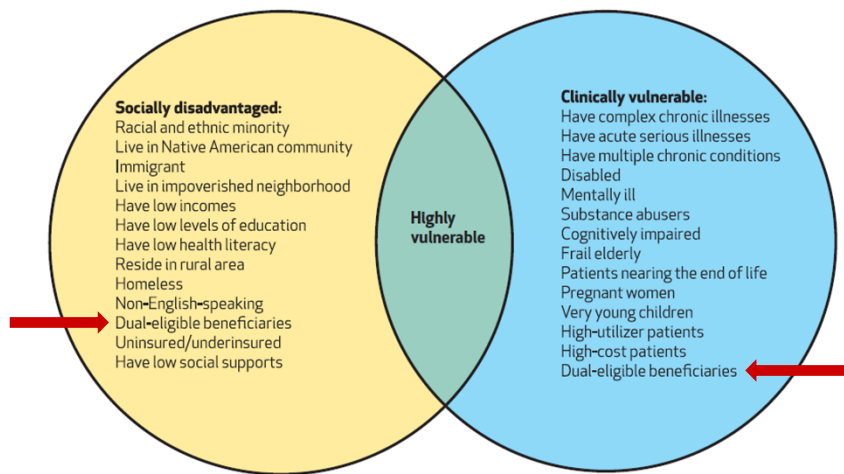 Socially disadvantaged:
Racial and ethnic minority
Live in Native American community
Immigrant
Live in impoverished neighborhood
Have low incomes
Have low levels of education
Have low health literacy
Reside in rural area
Homeless
Non-English-speaking
Dual-eligible beneficiaries
Uninsured/underinsured
Have low social supports
Highly
vulnerable
Clinically vulnerable:
Have complex chronic illnesses
Have acute serious illnesses
Have multiple chronic conditions
Disabled
Mentally ill
Substance abusers
Cognitively impaired
Frail elderly
Patients nearing the end of life
Pregnant women
Very young children
High-utilizer patients
High-cost patients
Dual-eligible beneficiaries